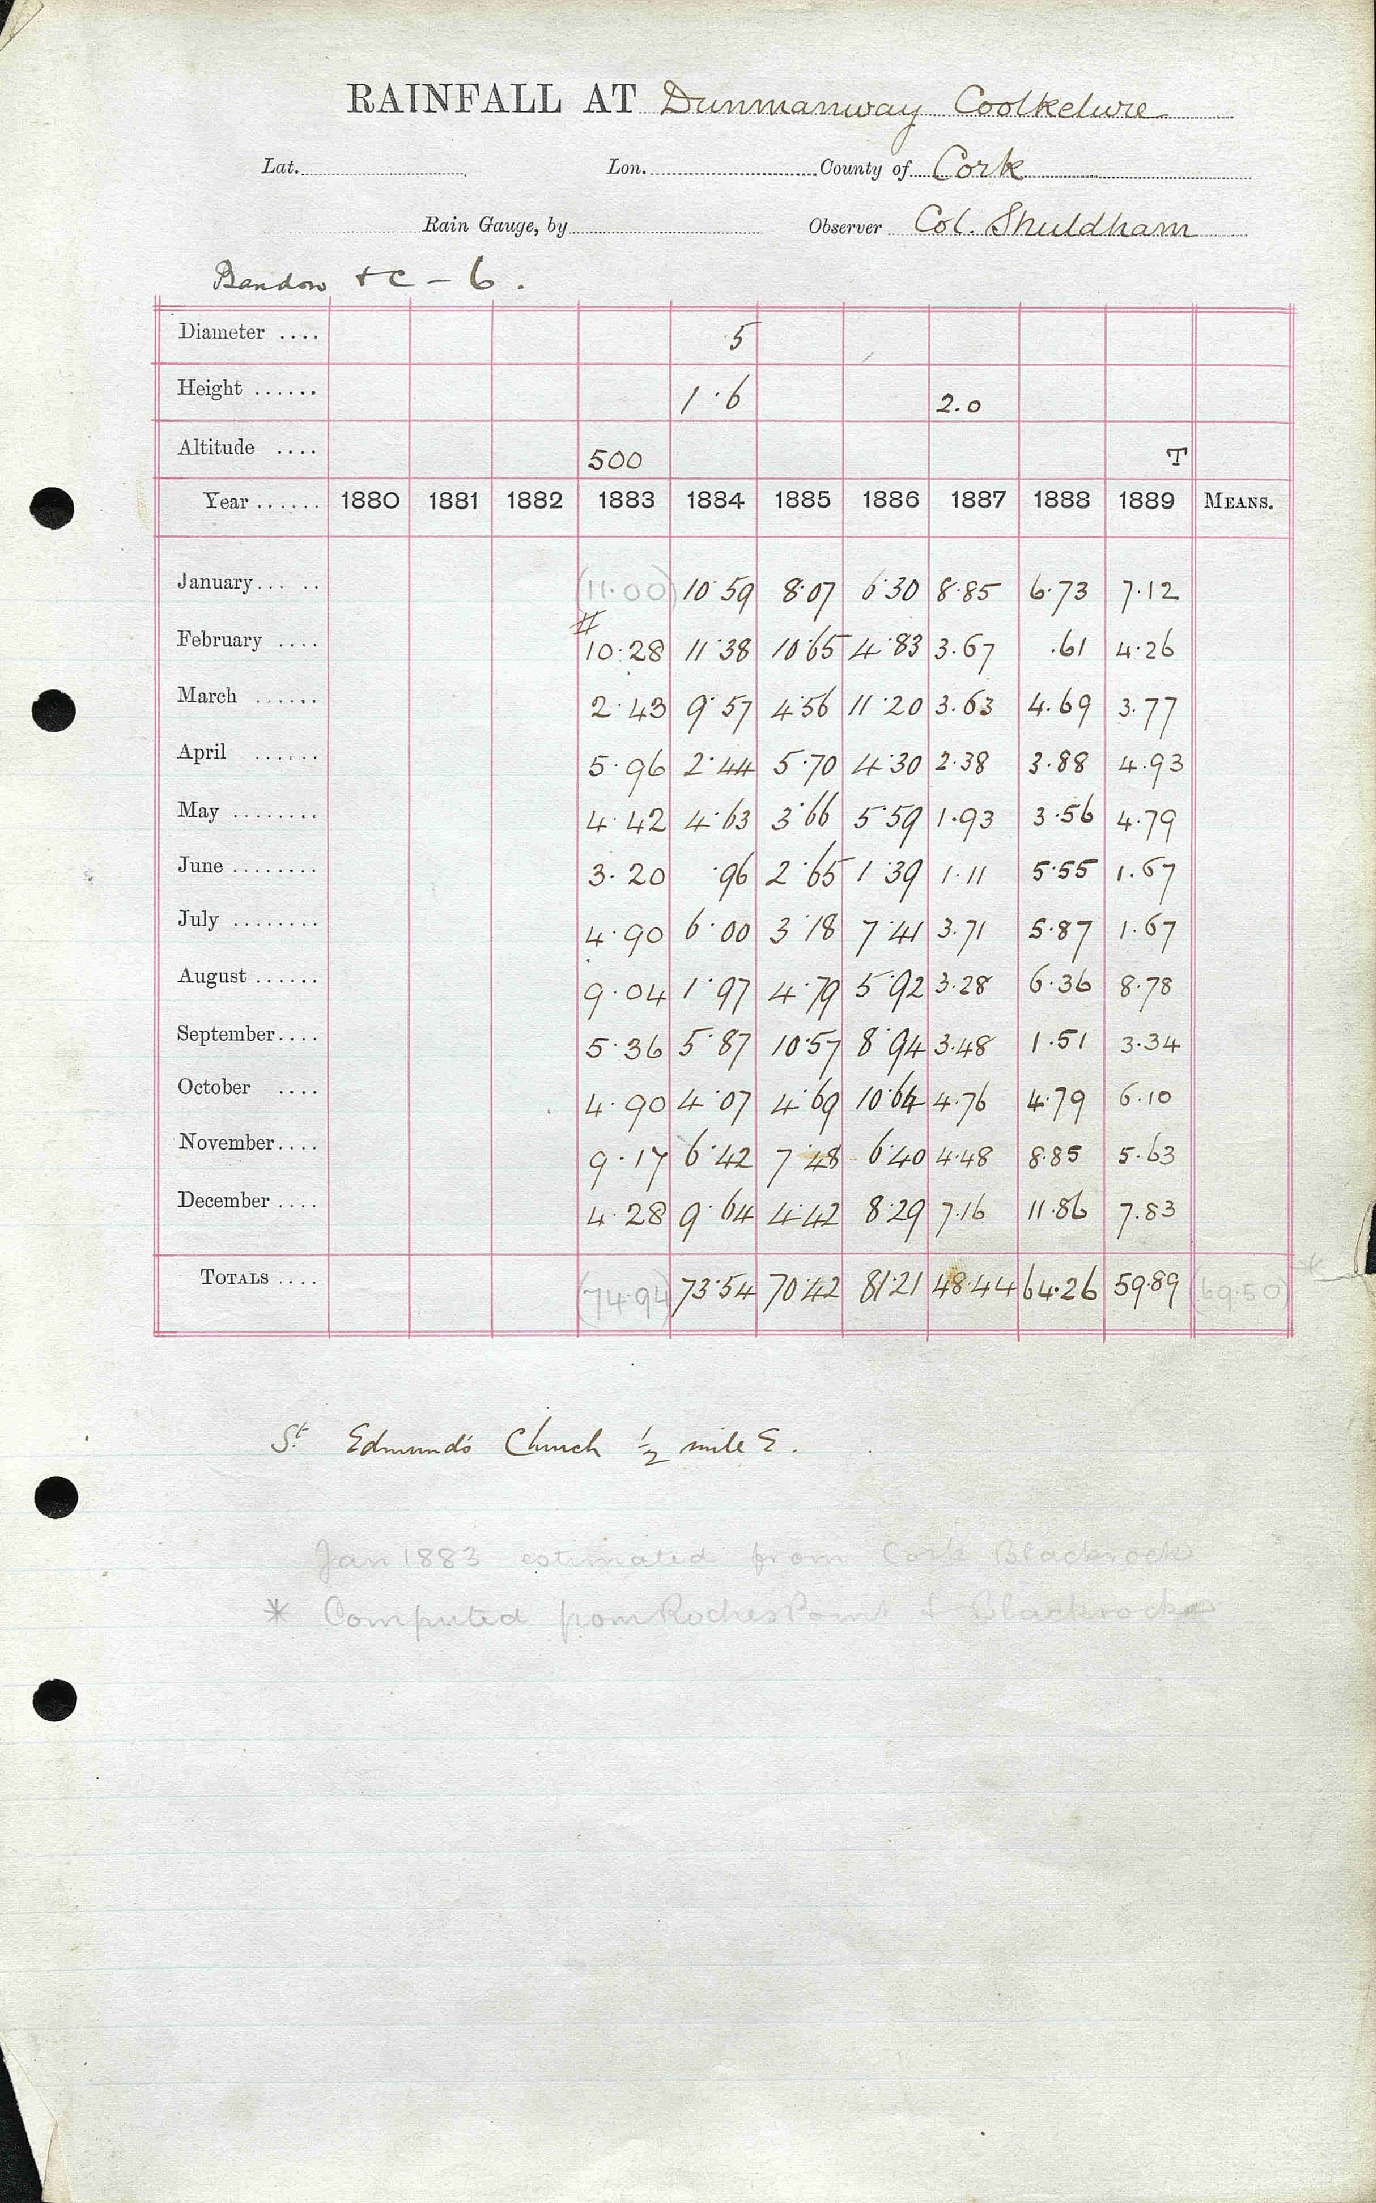 RAINFALL AT Dunmanway Coolkelure
Lat. Lon. County of Cork
Rain Gauge, by Observer Col. Shuldham
Bandon &c - 6.
Diameter .... 5
Height ...... 1·6 2.0
Altitude .... 500 T
Year ...... 1880 1881 1882 1883 1884 1885 1886 1887 1888 1889 MEANS.
January... .. (11·00) 10·59 8·07 6·30 8·85 6·73 7·12
#
February .... 10·28 11·38 10·65 4·83 3.67 .61 4·26
March ...... 2·43 9·57 4·56 11·20 3.63 4.69 3.77
April ...... 5·96 2·44 5·70 4·30 2·38 3·88 4·93
May ........ 4·42 4·63 3·66 5·59 1·93 3·56 4·79
June ........ 3·20 ·96 2·65 1·39 1·11 5·55 1.67
July ........ 4·90 6·00 3·18 7·41 3·71 5·87 1·67
August ...... 9·04 1·97 4·79 5·92 3·28 6·36 8·78
September.... 5·36 5·87 10·57 8·94 3·48 1·51 3·34
October .... 4·90 4·07 4·69 10·64 4·76 4·79 6·10
November.... 9·17 6·42 7·48 6·40 4·48 8·85 5·63
December .... 4·28 9·64 4·42 8·29 7·16 11·86 7.83
TOTALS .... (74·94) 73·54 70·42 81·21 48·44 64·26 59·89 (69·50) *
St Edmund's Church ½ mile E.
Jan 1883 estimated from Cork Blackrock
* Computed from Roches Point & Blackrock